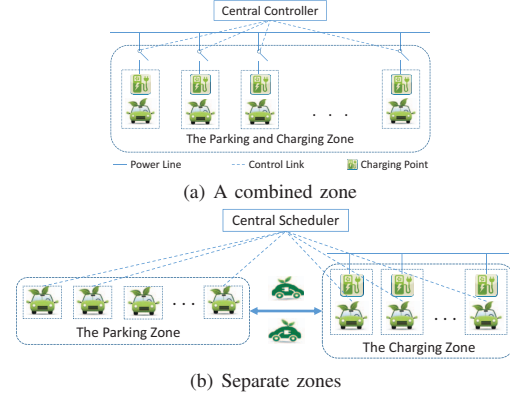 Central Controller
. . .
The Parking and Charging Zone
Power Line Control Link Charging Point
(a) A combined zone
Central Scheduler
. . . . . .
The Parking Zone The Charging Zone
(b) Separate zones